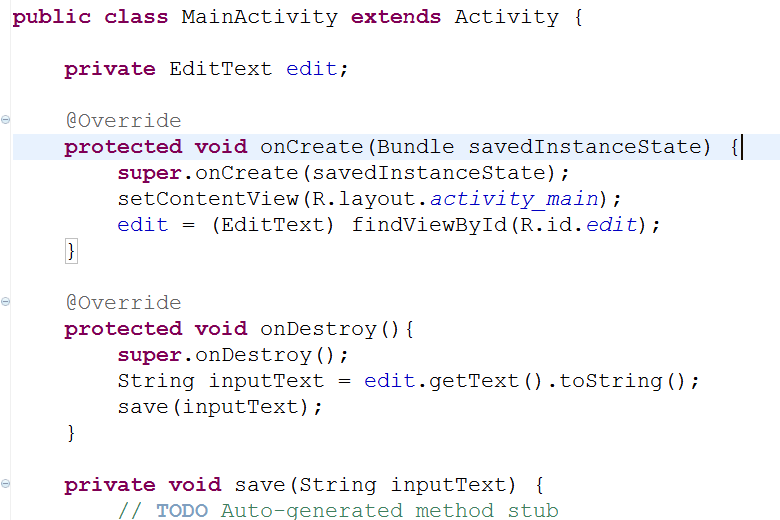 public class MainActivity extends Activity {
private EditText edit;
@Override
protected void onCreate(Bundle savedInstanceState) {
super.onCreate(savedInstanceState);
setContentView(R.layout.activity_main);
edit = (EditText) findViewById(R.id.edit);
}
@Override
protected void onDestroy(){
super.onDestroy();
String inputText = edit.getText().toString();
save(inputText);
}
private void save(String inputText) {
// TODO Auto-generated method stub